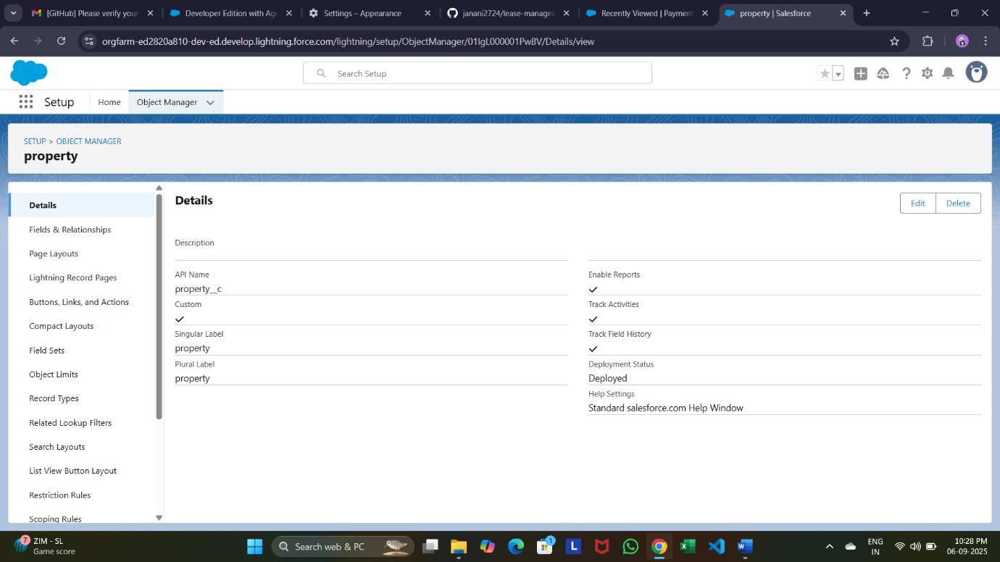 [GitHub] Please verify your
Developer Edition with Age
Settings – Appearance
janani2724/lease-manager
Recently Viewed | Payment
property | Salesforce
orgfarm-ed2820a810-dev-ed.develop.lightning.force.com/lightning/setup/ObjectManager/01IgL000001PwBV/Details/view
Search Setup
Setup
Home
Object Manager
SETUP > OBJECT MANAGER
property
Details
Fields & Relationships
Page Layouts
Lightning Record Pages
Buttons, Links, and Actions
Compact Layouts
Field Sets
Object Limits
Record Types
Related Lookup Filters
Search Layouts
List View Button Layout
Restriction Rules
Scoping Rules
Details
Edit
Delete
Description
API Name
property__c
Custom
Singular Label
property
Plural Label
property
Enable Reports
Track Activities
Track Field History
Deployment Status
Deployed
Help Settings
Standard salesforce.com Help Window
7
ZIM - SL
Game score
Search web & PC
1
L
ENG
IN
10:28 PM
06-09-2025